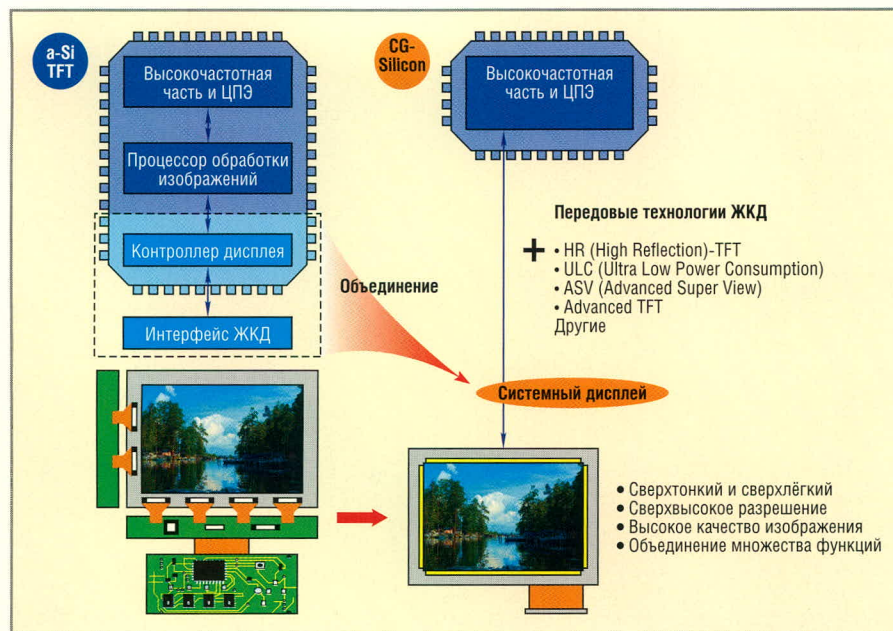 a-Si
TFT
Высокочастотная
часть и ЦПЭ
Процессор обработки
изображений
Контроллер дисплея
Интерфейс ЖКД
Объединение
CG-
Silicon
Высокочастотная
часть и ЦПЭ
Передовые технологии ЖКД
+
• HR (High Reflection)-TFT
• ULC (Ultra Low Power Consumption)
• ASV (Advanced Super View)
• Advanced TFT
Другие
Системный дисплей
• Сверхтонкий и сверхлёгкий
• Сверхвысокое разрешение
• Высокое качество изображения
• Объединение множества функций